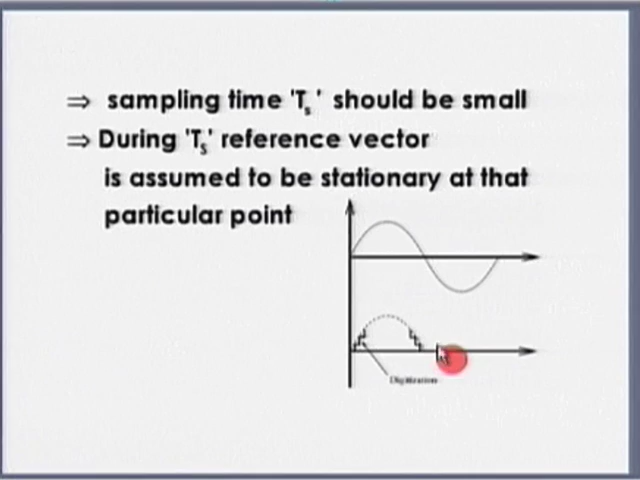 ⇒ sampling time 'Ts' should be small
⇒ During 'Ts' reference vector
is assumed to be stationary at that
particular point